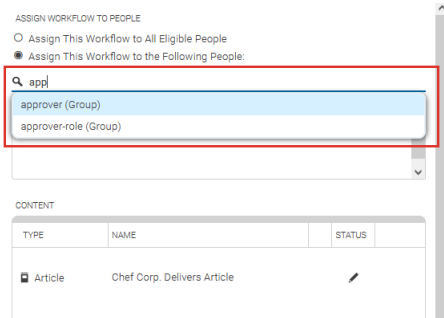 ASSIGN WORKFLOW TO PEOPLE
Assign This Workflow to All Eligible People
Assign This Workflow to the Following People:
app
approver (Group)
approver-role (Group)
CONTENT
TYPE NAME STATUS
Article Chef Corp. Delivers Article